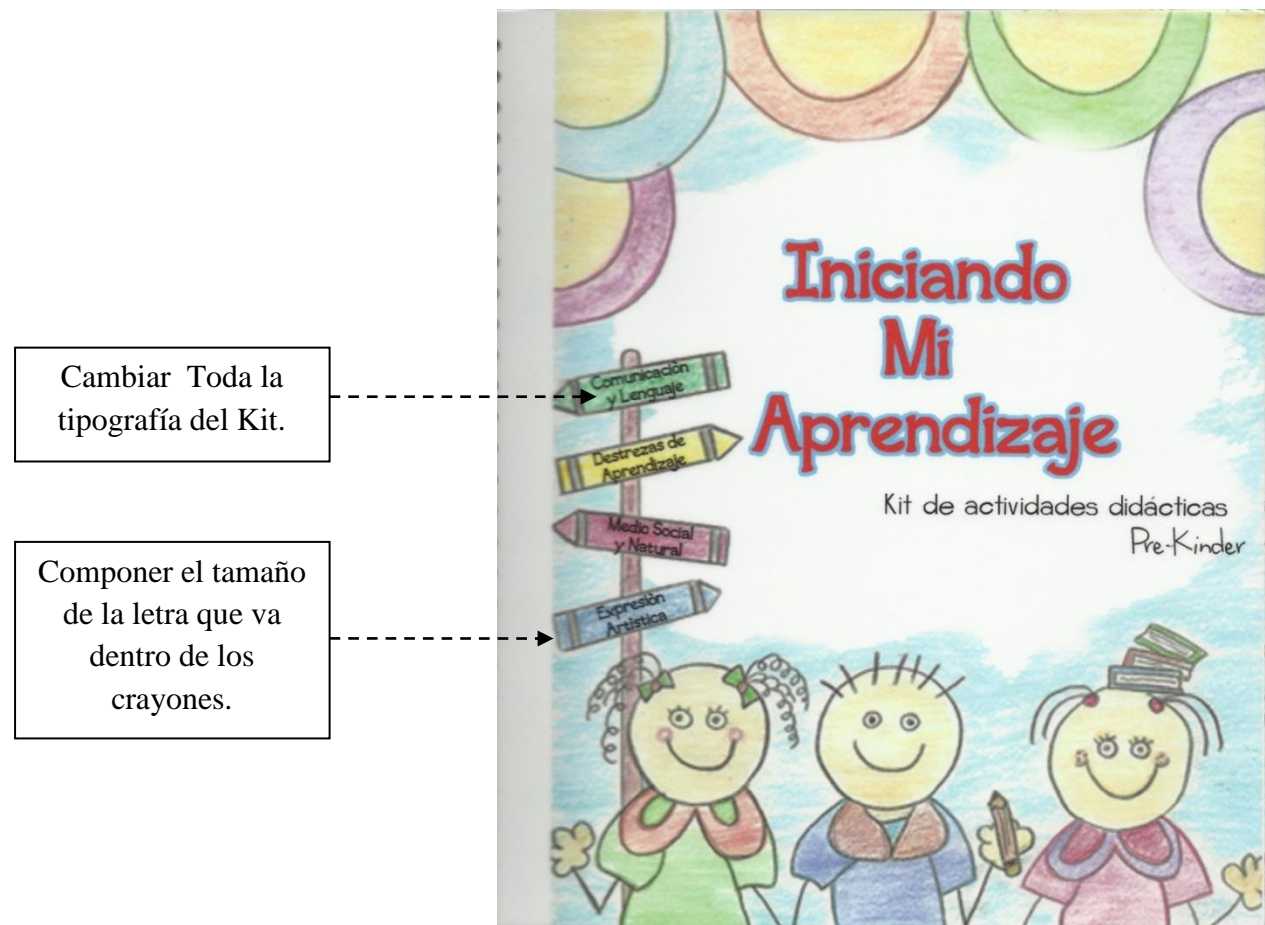 Cambiar Toda la
tipografía del Kit.
Componer el tamaño
de la letra que va
dentro de los
crayones.
Iniciando
Mi
Aprendizaje
Kit de actividades didácticas
Pre-Kinder
Comunicación
y Lenguaje
Destrezas de
Aprendizaje
Medio Social
y Natural
Expresión
Artística